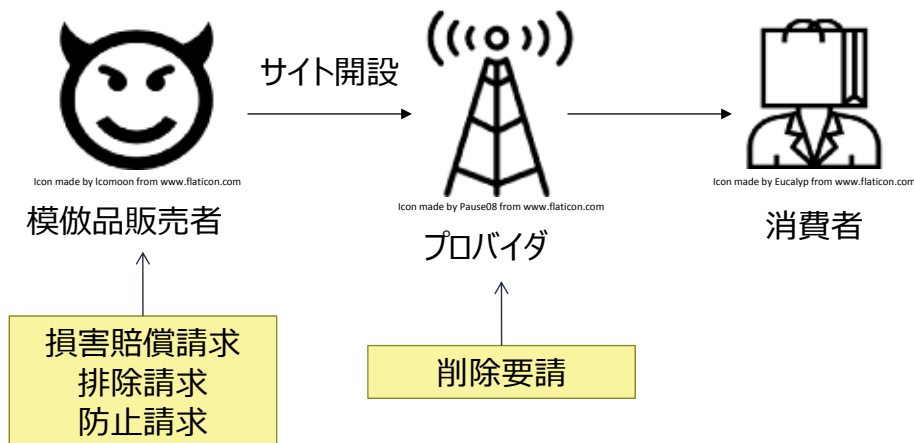 サイト開設
Icon made by Icomoon from www.flaticon.com
Icon made by Pause08 from www.flaticon.com
Icon made by Eucalyp from www.flaticon.com
模倣品販売者
プロバイダ
消費者
損害賠償請求
排除請求
防止請求
削除要請